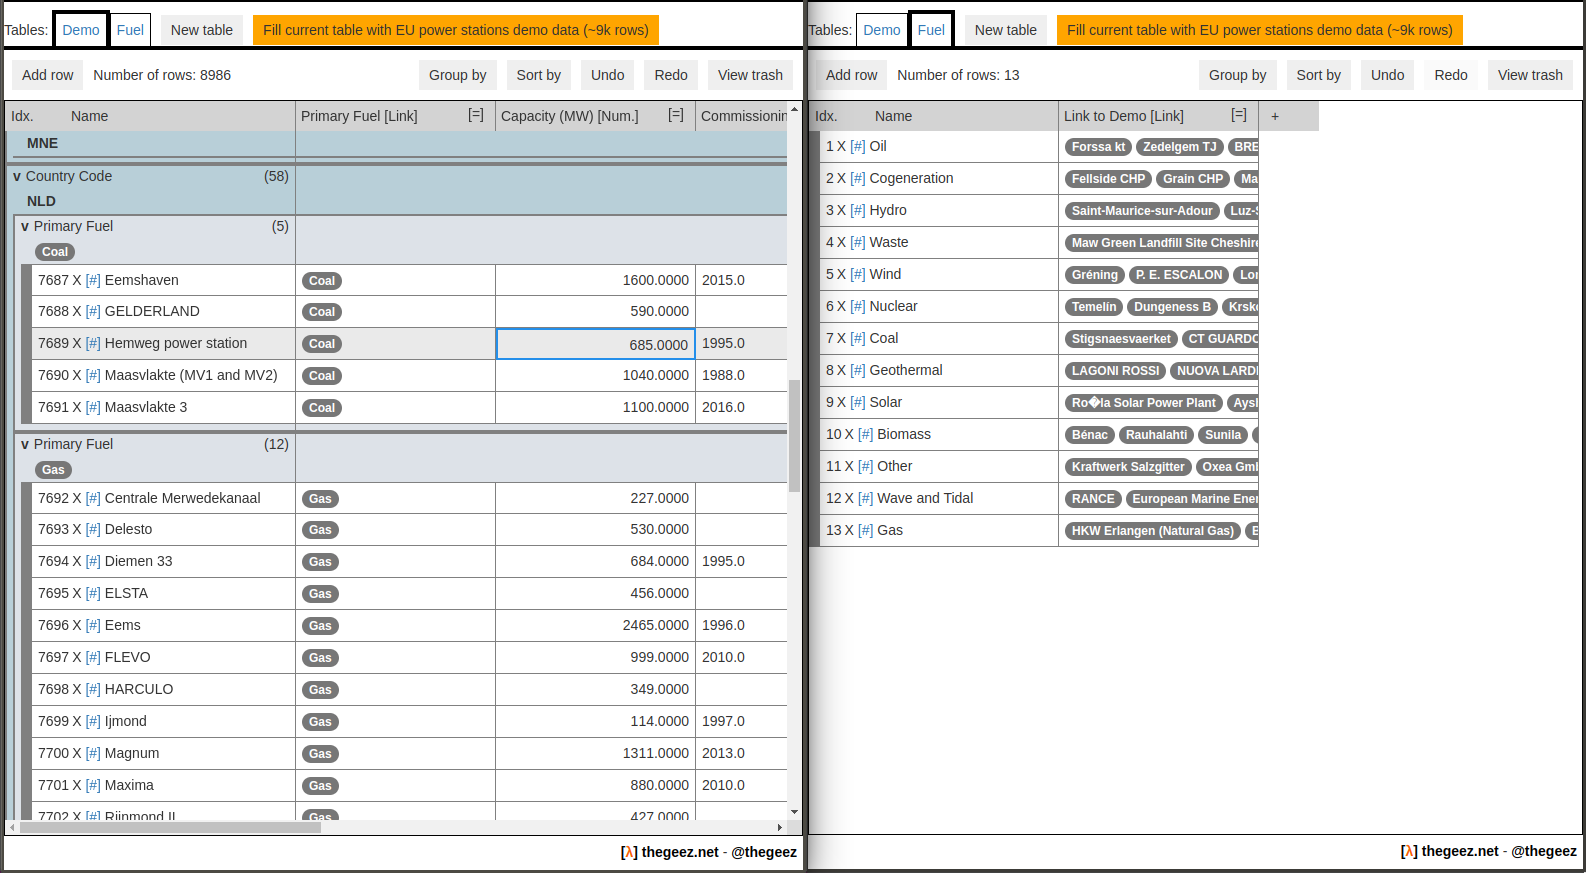 Tables: Demo Fuel New table Fill current table with EU power stations demo data (~9k rows)
Add row Number of rows: 8986 Group by Sort by Undo Redo View trash
Idx. Name Primary Fuel [Link] [=] Capacity (MW) [Num.] [=] Commissionin
MNE
v Country Code (58)
NLD
v Primary Fuel (5)
Coal
7687 X [#] Eemshaven Coal 1600.0000 2015.0
7688 X [#] GELDERLAND Coal 590.0000
7689 X [#] Hemweg power station Coal 685.0000 1995.0
7690 X [#] Maasvlakte (MV1 and MV2) Coal 1040.0000 1988.0
7691 X [#] Maasvlakte 3 Coal 1100.0000 2016.0
v Primary Fuel (12)
Gas
7692 X [#] Centrale Merwedekanaal Gas 227.0000
7693 X [#] Delesto Gas 530.0000
7694 X [#] Diemen 33 Gas 684.0000 1995.0
7695 X [#] ELSTA Gas 456.0000
7696 X [#] Eems Gas 2465.0000 1996.0
7697 X [#] FLEVO Gas 999.0000 2010.0
7698 X [#] HARCULO Gas 349.0000
7699 X [#] Ijmond Gas 114.0000 1997.0
7700 X [#] Magnum Gas 1311.0000 2013.0
7701 X [#] Maxima Gas 880.0000 2010.0
7702 X [#] Rijnmond II Gas 427.0000
[λ] thegeez.net - @thegeez
Tables: Demo Fuel New table Fill current table with EU power stations demo data (~9k rows)
Add row Number of rows: 13 Group by Sort by Undo Redo View trash
Idx. Name Link to Demo [Link] [=] +
1 X [#] Oil Forssa kt Zedelgem TJ BRE
2 X [#] Cogeneration Fellside CHP Grain CHP Ma
3 X [#] Hydro Saint-Maurice-sur-Adour Luz-S
4 X [#] Waste Maw Green Landfill Site Cheshire
5 X [#] Wind Gréning P. E. ESCALON Lor
6 X [#] Nuclear Temelín Dungeness B Krsko
7 X [#] Coal Stigsnaesvaerket CT GUARDO
8 X [#] Geothermal LAGONI ROSSI NUOVA LARDE
9 X [#] Solar Ro�la Solar Power Plant Aysh
10 X [#] Biomass Bénac Rauhalahti Sunila
11 X [#] Other Kraftwerk Salzgitter Oxea Gmb
12 X [#] Wave and Tidal RANCE European Marine Ener
13 X [#] Gas HKW Erlangen (Natural Gas) E
[λ] thegeez.net - @thegeez